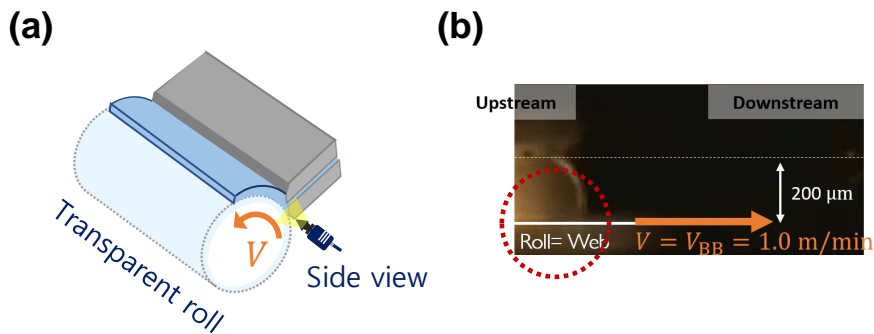 (a)
Transparent roll
V
Side view
(b)
Upstream
Downstream
200 μm
Roll= Web
V = V_BB = 1.0 m/min